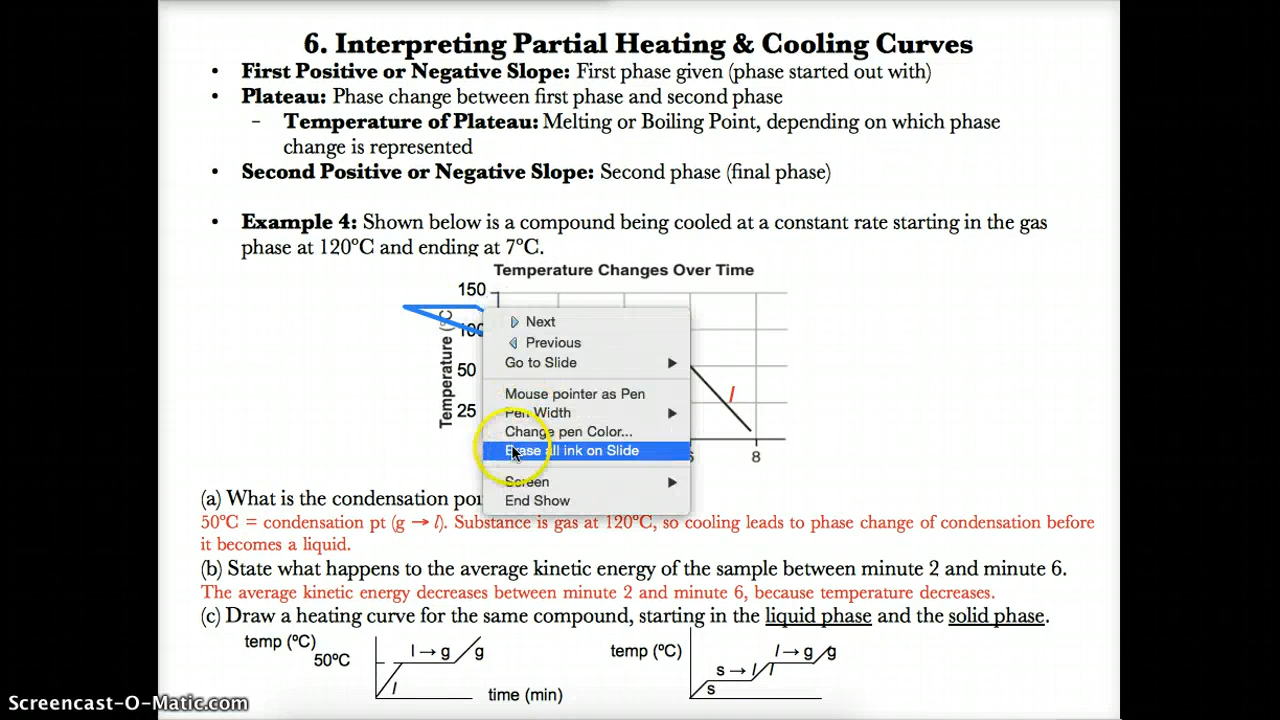 6. Interpreting Partial Heating & Cooling Curves
• First Positive or Negative Slope: First phase given (phase started out with)
• Plateau: Phase change between first phase and second phase
– Temperature of Plateau: Melting or Boiling Point, depending on which phase
change is represented
• Second Positive or Negative Slope: Second phase (final phase)
• Example 4: Shown below is a compound being cooled at a constant rate starting in the gas
phase at 120ºC and ending at 7ºC.
Temperature Changes Over Time
150
100
50
25
Temperature (ºC
Next
Previous
Go to Slide
Mouse pointer as Pen
Pen Width
Change pen Color...
Erase all ink on Slide
Screen
End Show
l
8
(a) What is the condensation
50ºC = condensation pt (g → l). Substance is gas at 120ºC, so cooling leads to phase change of condensation before
it becomes a liquid.
(b) State what happens to the average kinetic energy of the sample between minute 2 and minute 6.
The average kinetic energy decreases between minute 2 and minute 6, because temperature decreases.
(c) Draw a heating curve for the same compound, starting in the liquid phase and the solid phase.
temp (ºC)
50ºC
l → g
g
l
time (min)
temp (ºC)
l → g
g
s → l
l
s
Screencast-O-Matic.com